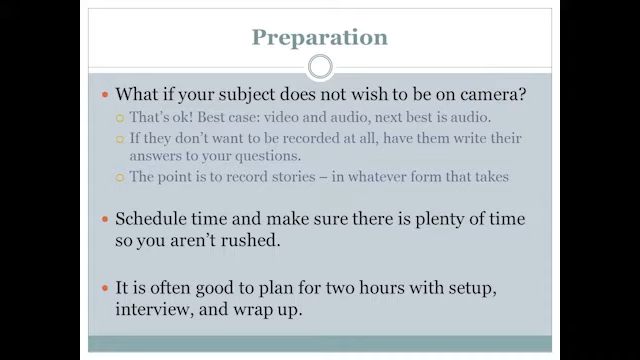 Preparation
What if your subject does not wish to be on camera?
That's ok! Best case: video and audio, next best is audio.
If they don't want to be recorded at all, have them write their
answers to your questions.
The point is to record stories – in whatever form that takes
Schedule time and make sure there is plenty of time
so you aren't rushed.
It is often good to plan for two hours with setup,
interview, and wrap up.